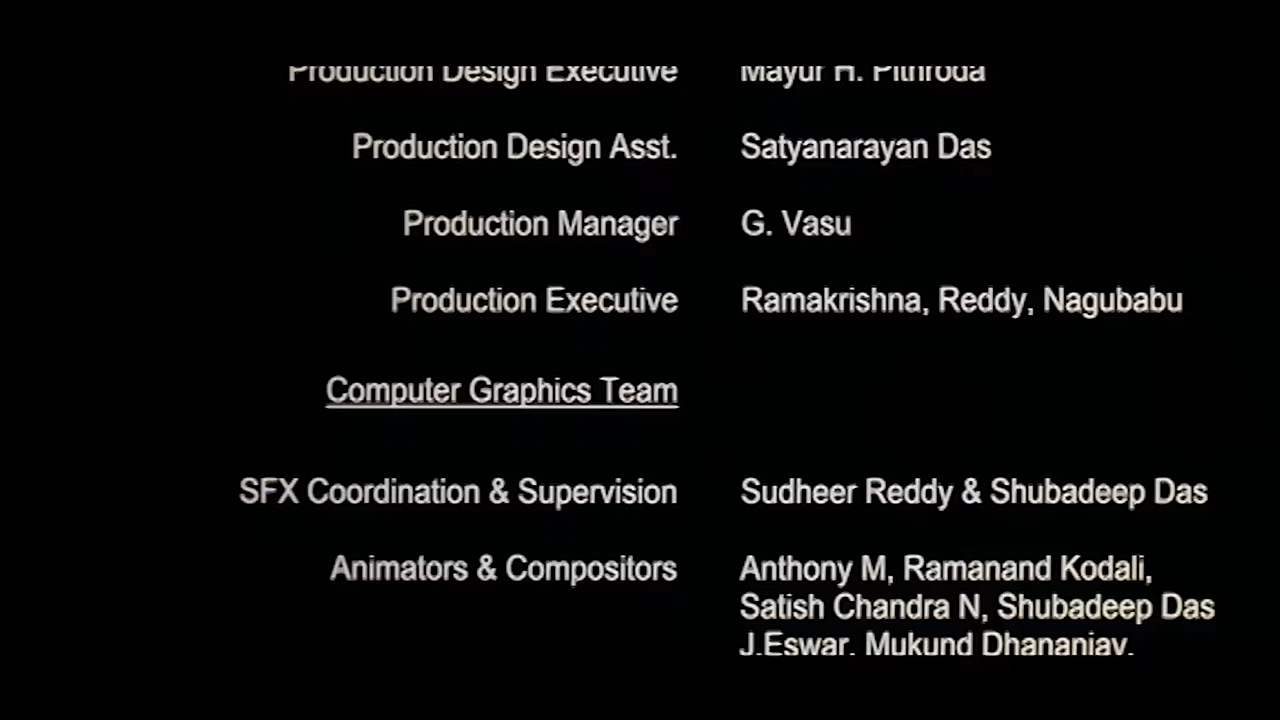 Production Design Executive Mayur H. Pithroda
Production Design Asst. Satyanarayan Das
Production Manager G. Vasu
Production Executive Ramakrishna, Reddy, Nagubabu
Computer Graphics Team
SFX Coordination & Supervision Sudheer Reddy & Shubadeep Das
Animators & Compositors Anthony M, Ramanand Kodali,
Satish Chandra N, Shubadeep Das
J.Eswar, Mukund Dhananjay,